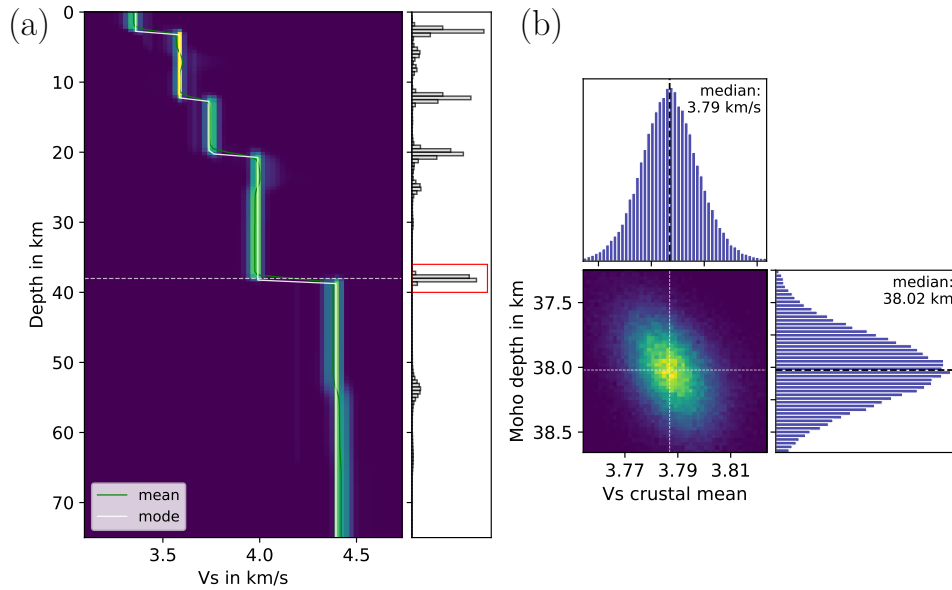 (a)
0
10
20
30
40
50
60
70
Depth in km
mean
mode
3.5
4.0
4.5
Vs in km/s
(b)
median:
3.79 km/s
median:
38.02 km
37.5
38.0
38.5
Moho depth in km
3.77
3.79
3.81
Vs crustal mean